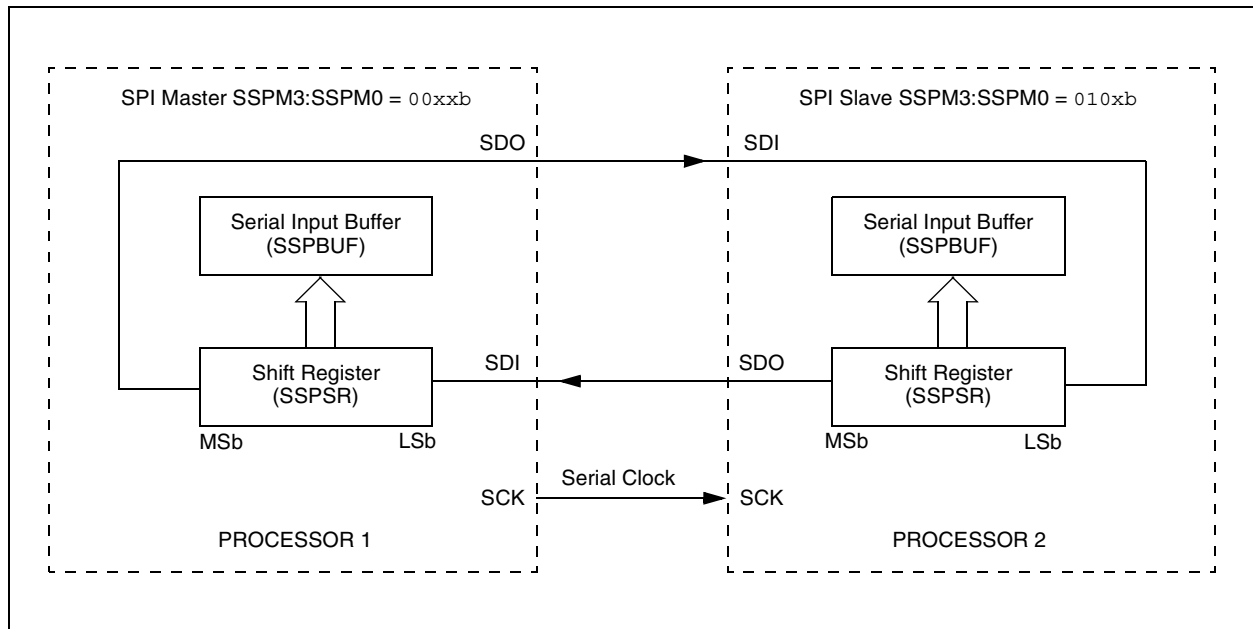 SPI Master SSPM3:SSPM0 = 00xxb
SPI Slave SSPM3:SSPM0 = 010xb
SDO
SDI
Serial Input Buffer
(SSPBUF)
Serial Input Buffer
(SSPBUF)
SDI
SDO
Shift Register
(SSPSR)
Shift Register
(SSPSR)
MSb
LSb
MSb
LSb
Serial Clock
SCK
SCK
PROCESSOR 1
PROCESSOR 2